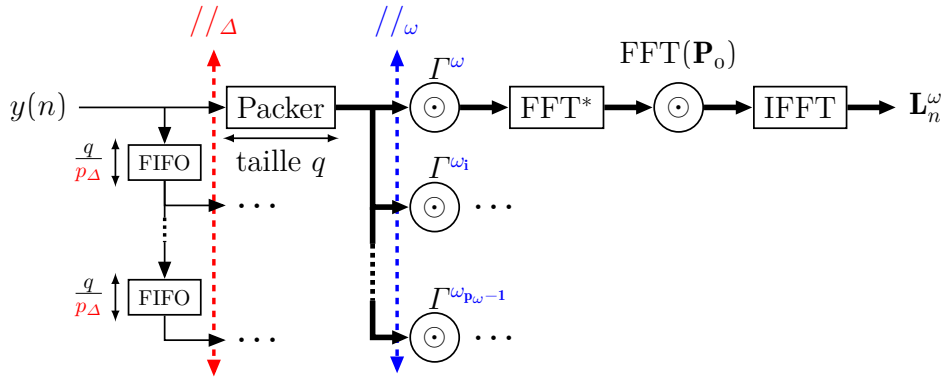 //Δ
//ω
y(n)
Packer
taille q
Γ^ω
⊙
FFT*
FFT(P_o)
⊙
IFFT
L_n^ω
q/p_Δ
FIFO
· · ·
Γ^ω_i
⊙
· · ·
q/p_Δ
FIFO
· · ·
Γ^ω_{p_ω−1}
⊙
· · ·